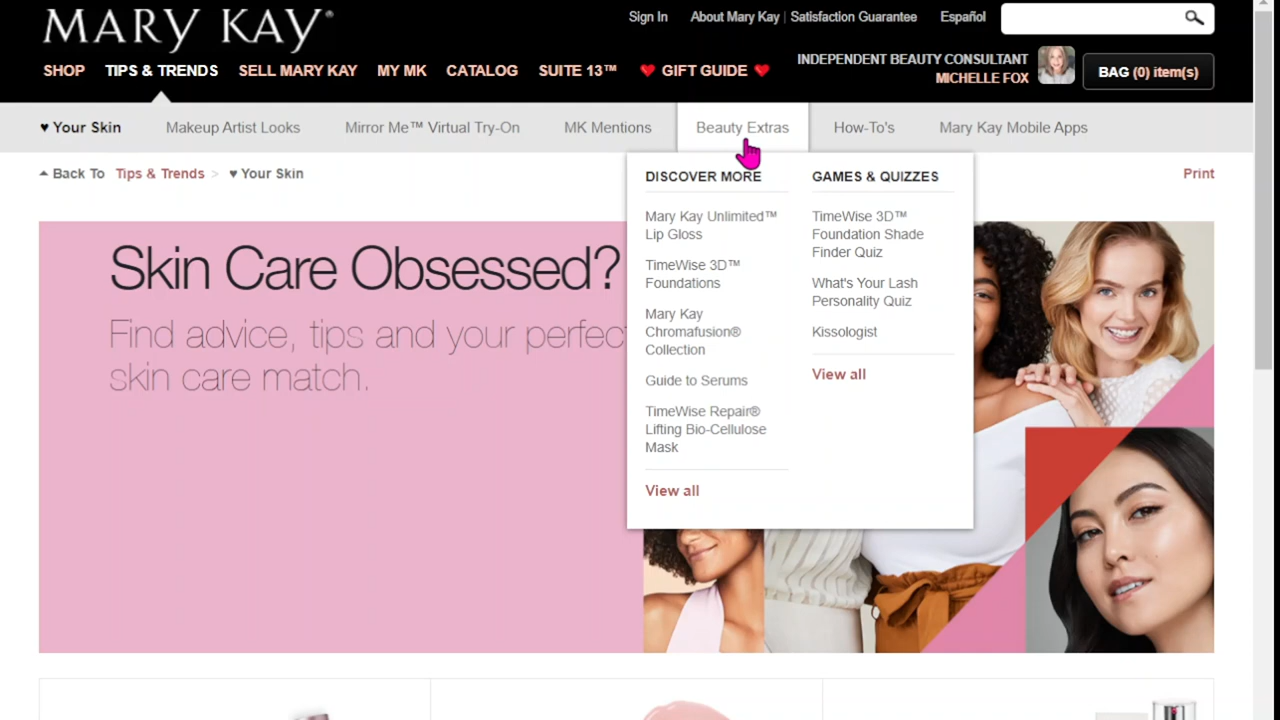 MARY KAY®
Sign In
About Mary Kay | Satisfaction Guarantee
Español
SHOP
TIPS & TRENDS
SELL MARY KAY
MY MK
CATALOG
SUITE 13™
♥ GIFT GUIDE ♥
INDEPENDENT BEAUTY CONSULTANT
MICHELLE FOX
BAG (0) item(s)
♥ Your Skin
Makeup Artist Looks
Mirror Me™ Virtual Try-On
MK Mentions
Beauty Extras
How-To's
Mary Kay Mobile Apps
Back To Tips & Trends > ♥ Your Skin
Print
Skin Care Obsessed?
Find advice, tips and your perfec
skin care match.
DISCOVER MORE
Mary Kay Unlimited™
Lip Gloss
TimeWise 3D™
Foundations
Mary Kay
Chromafusion®
Collection
Guide to Serums
TimeWise Repair®
Lifting Bio-Cellulose
Mask
View all
GAMES & QUIZZES
TimeWise 3D™
Foundation Shade
Finder Quiz
What's Your Lash
Personality Quiz
Kissologist
View all